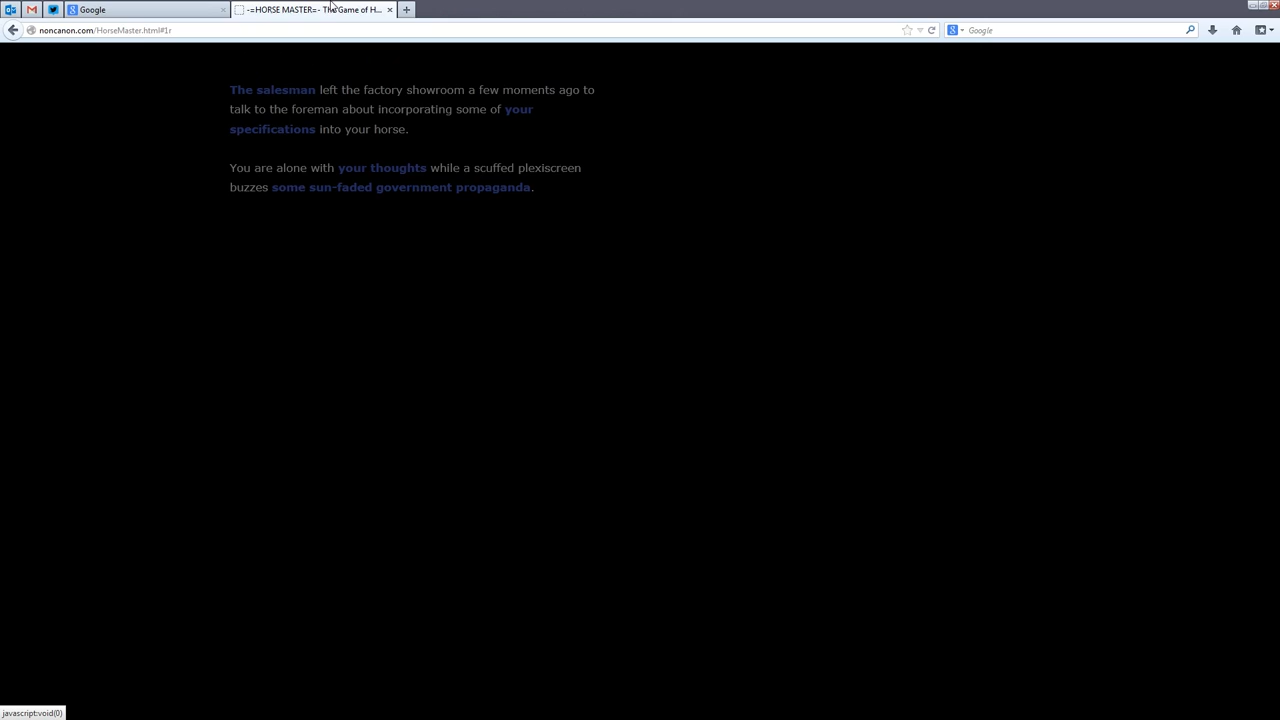 Google
-=HORSE MASTER=- The Game of H...
noncanon.com/HorseMaster.html#1r
Google
The salesman left the factory showroom a few moments ago to
talk to the foreman about incorporating some of your
specifications into your horse.
You are alone with your thoughts while a scuffed plexiscreen
buzzes some sun-faded government propaganda.
javascript:void(0)